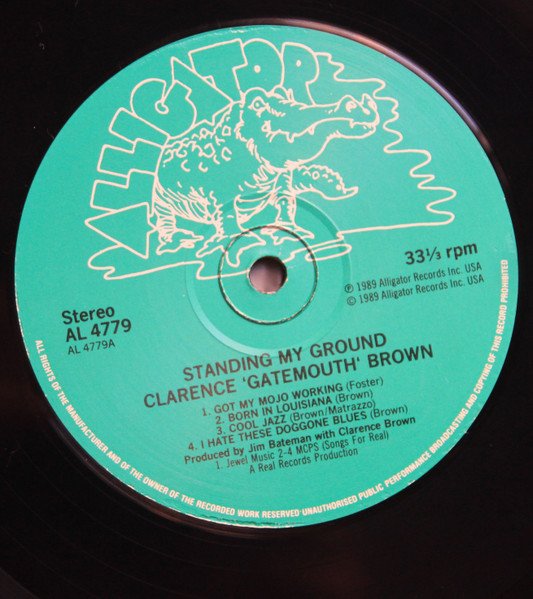 ALLIGATOR
33⅓ rpm
℗ 1989 Alligator Records Inc. USA
© 1989 Alligator Records Inc. USA
Stereo
AL 4779
AL 4779A
STANDING MY GROUND
CLARENCE 'GATEMOUTH' BROWN
1. GOT MY MOJO WORKING (Foster)
2. BORN IN LOUISIANA (Brown)
3. COOL JAZZ (Brown/Matrazzo)
4. I HATE THESE DOGGONE BLUES (Brown)
Produced by Jim Bateman with Clarence Brown
1. Jewel Music 2-4 MCPS (Songs For Real)
A Real Records Production
ALL RIGHTS OF THE MANUFACTURER AND OF THE OWNER OF THE RECORDED WORK RESERVED UNAUTHORISED PUBLIC PERFORMANCE BROADCASTING AND COPYING OF THIS RECORD PROHIBITED